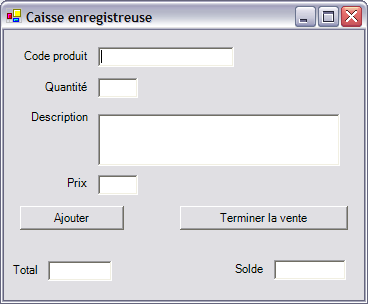 Caisse enregistreuse
Code produit
Quantité
Description
Prix
Ajouter Terminer la vente
Total Solde